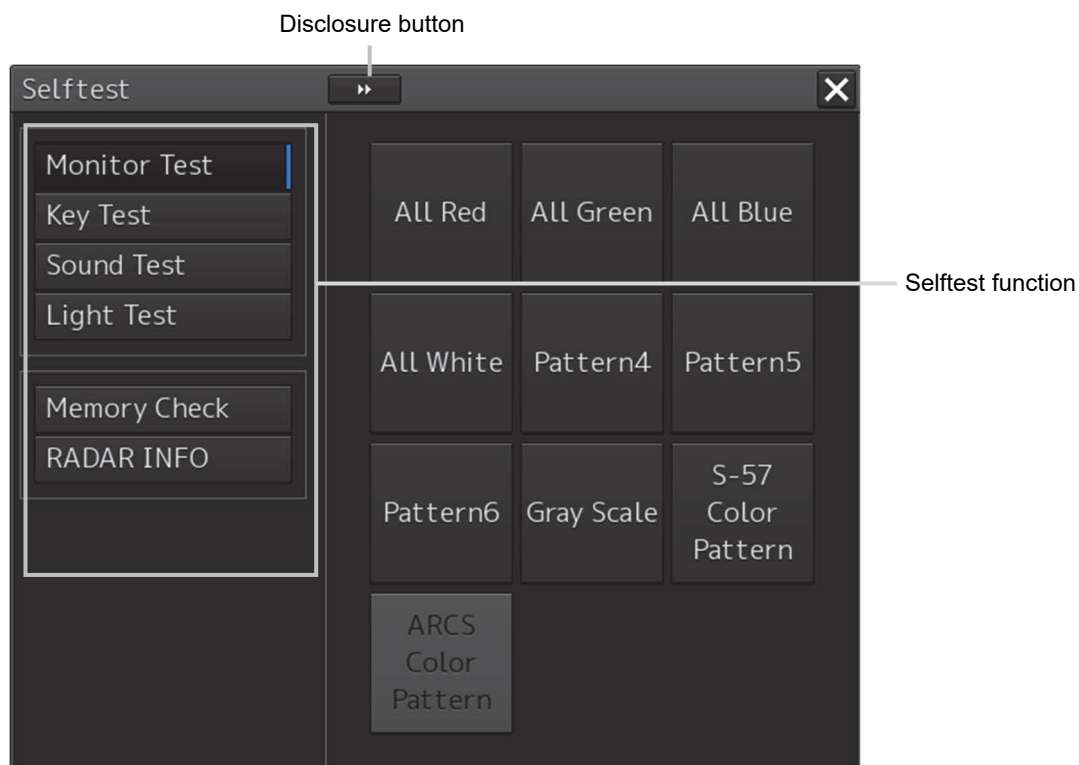 Disclosure button
Selftest
Monitor Test
Key Test
Sound Test
Light Test
Memory Check
RADAR INFO
All Red
All Green
All Blue
All White
Pattern4
Pattern5
Pattern6
Gray Scale
S-57
Color
Pattern
ARCS
Color
Pattern
Selftest function